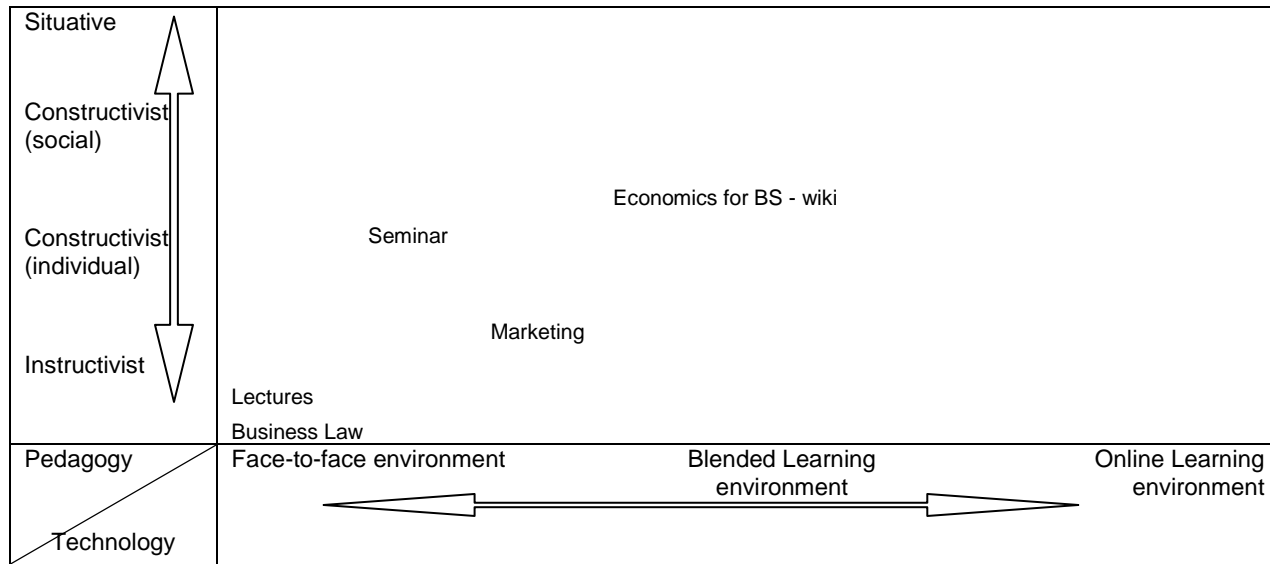 Situative
Constructivist
(social)
Economics for BS - wiki
Constructivist
(individual)
Seminar
Marketing
Instructivist
Lectures
Business Law
Pedagogy
Technology
Face-to-face environment
Blended Learning
environment
Online Learning
environment